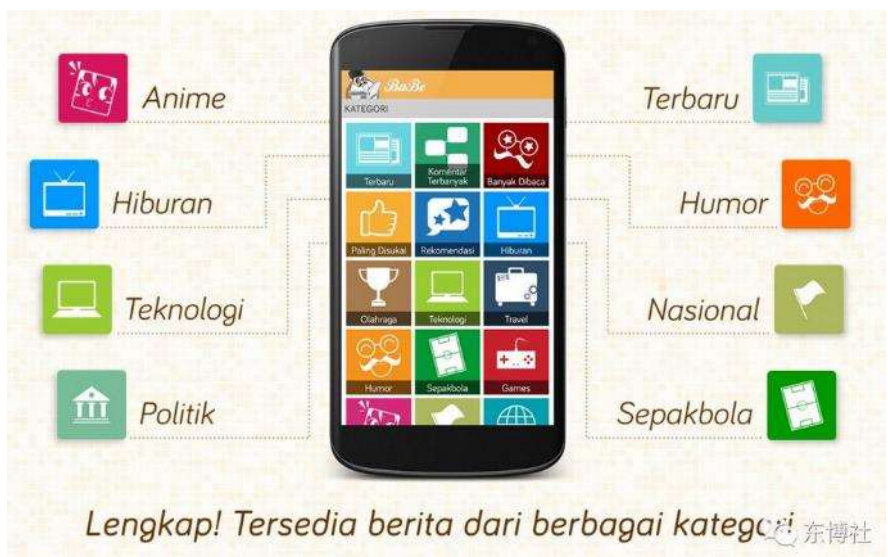 Anime
Hiburan
Teknologi
Politik
BaBe
KATEGORI
Terbaru
Komentar Terbanyak
Banyak Dibaca
Paling Disukai
Rekomendasi
Hiburan
Olahraga
Teknologi
Travel
Humor
Sepakbola
Games
Terbaru
Humor
Nasional
Sepakbola
Lengkap! Tersedia berita dari berbagai kategori
东博社